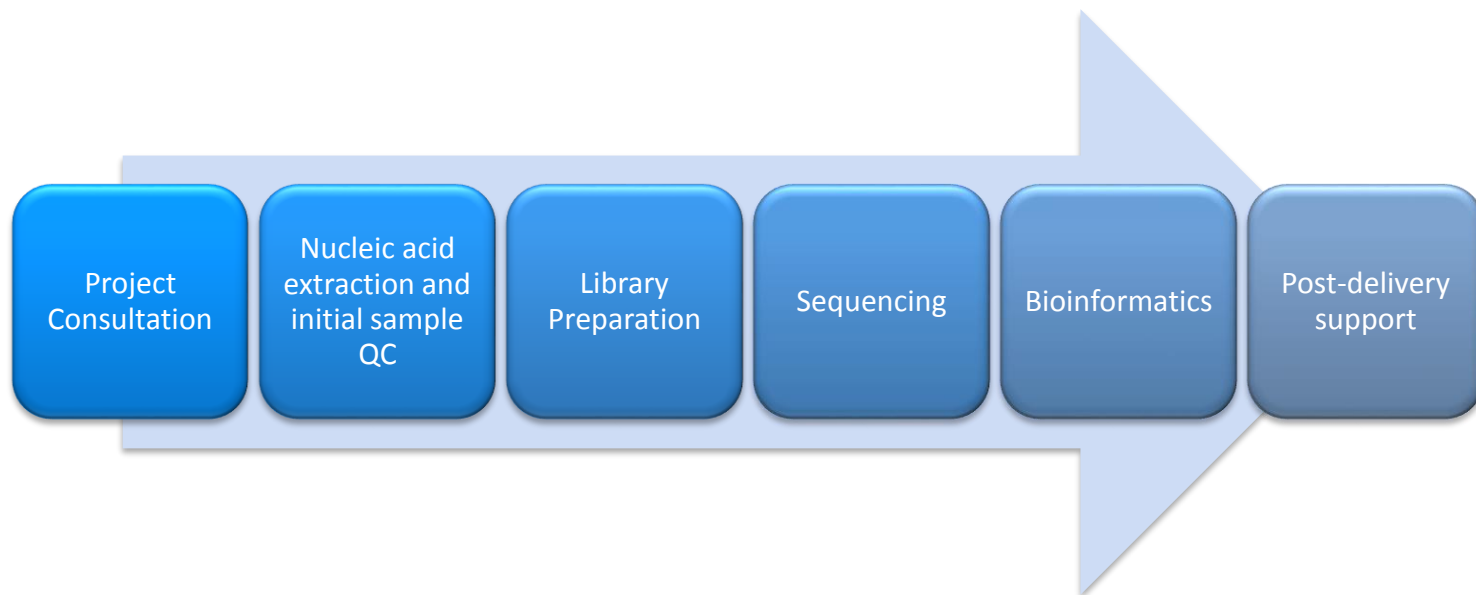 Project
Consultation
Nucleic acid
extraction and
initial sample
QC
Library
Preparation
Sequencing
Bioinformatics
Post-delivery
support